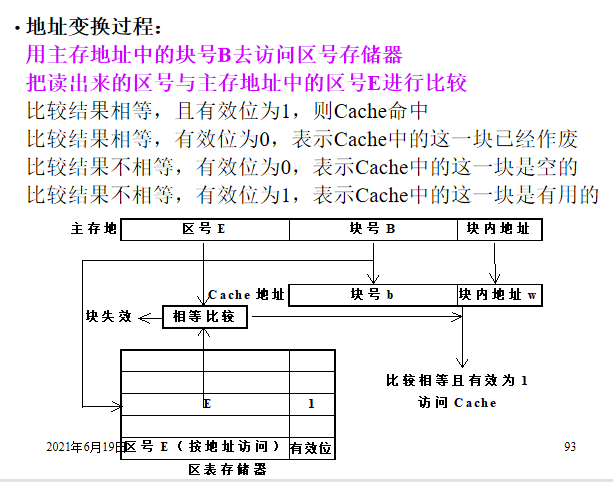 • 地址变换过程：
用主存地址中的块号B去访问区号存储器
把读出来的区号与主存地址中的区号E进行比较
比较结果相等，且有效位为1，则Cache命中
比较结果相等，有效位为0，表示Cache中的这一块已经作废
比较结果不相等，有效位为0，表示Cache中的这一块是空的
比较结果不相等，有效位为1，表示Cache中的这一块是有用的
主存地 区号 E 块号 B 块内地址
Cache 地址 块号 b 块内地址 w
块失效 相等比较
比较相等且有效为 1
访问 Cache
E 1
2021年6月19日 区号 E（按地址访问） 有效位 93
区表存储器